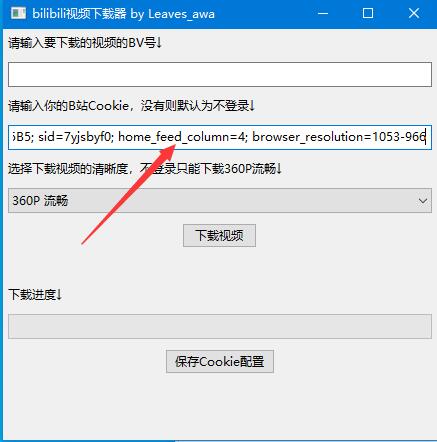 bilibili视频下载器 by Leaves_awa
请输入要下载的视频的BV号↓
请输入你的B站Cookie，没有则默认为不登录↓
5B5; sid=7yjsbyf0; home_feed_column=4; browser_resolution=1053-966
选择下载视频的清晰度，不登录只能下载360P流畅↓
360P 流畅
下载视频
下载进度↓
保存Cookie配置